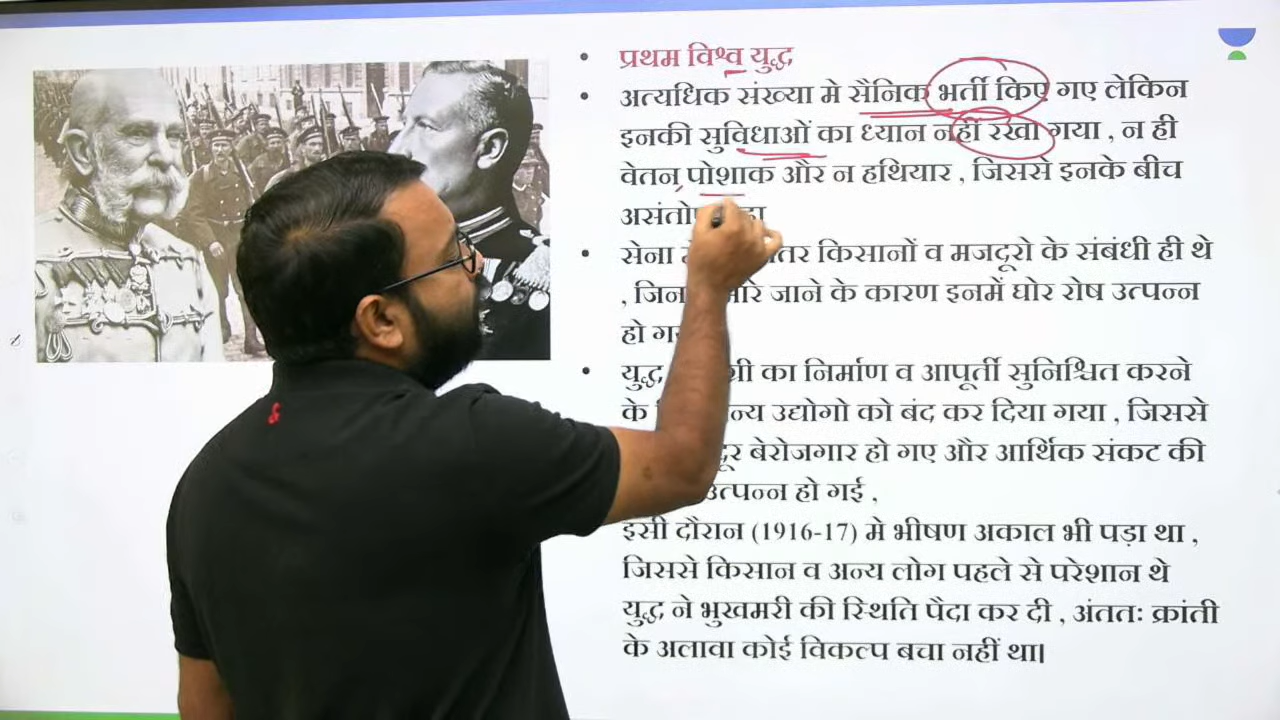 प्रथम विश्व युद्ध
अत्यधिक संख्या मे सैनिक भर्ती किए गए लेकिन
इनकी सुविधाओं का ध्यान नहीं रखा गया , न ही
वेतन पोशाक और न हथियार , जिससे इनके बीच
सेना किसानों व मजदूरो के संबंधी ही थे
, जिन जाने के कारण इनमें घोर रोष उत्पन्न
हो
युद्ध का निर्माण व आपूर्ती सुनिश्चित करने
के उद्योगो को बंद कर दिया गया , जिससे
बेरोजगार हो गए और आर्थिक संकट की
उत्पन्न हो गई ,
इसी दौरान (1916-17) मे भीषण अकाल भी पड़ा था ,
जिससे किसान व अन्य लोग पहले से परेशान थे
युद्ध ने भुखमरी की स्थिति पैदा कर दी , अंततः क्रांती
के अलावा कोई विकल्प बचा नहीं था।